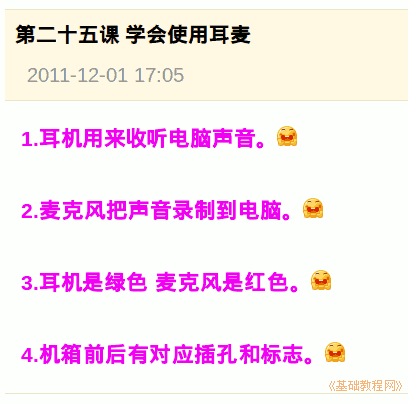 第二十五课 学会使用耳麦
2011-12-01 17:05
1.耳机用来收听电脑声音。
2.麦克风把声音录制到电脑。
3.耳机是绿色 麦克风是红色。
4.机箱前后有对应插孔和标志。
《基础教程网》